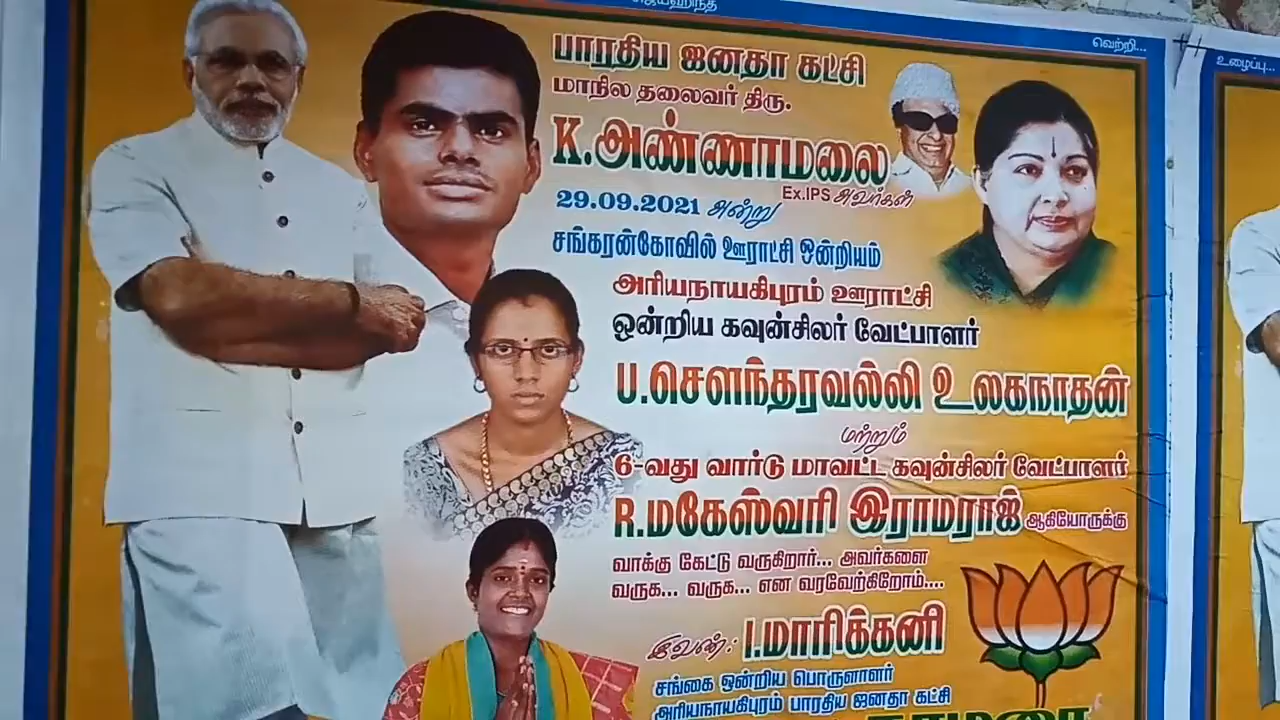 ஜெயஹிந்த்
வெற்றி...
உழைப்பு...
பாரதிய ஜனதா கட்சி
மாநில தலைவர் திரு.
K.அண்ணாமலை
Ex.IPS அவர்கள்
29.09.2021 அன்று
சங்கரன்கோவில் ஊராட்சி ஒன்றியம்
அரியநாயகிபுரம் ஊராட்சி
ஒன்றிய கவுன்சிலர் வேட்பாளர்
ப.சௌந்தரவல்லி உலகநாதன்
மற்றும்
6-வது வார்டு மாவட்ட கவுன்சிலர் வேட்பாளர்
R.மகேஸ்வரி இராமராஜ் ஆகியோருக்கு
வாக்கு கேட்டு வருகிறார்... அவர்களை
வருக... வருக... என வரவேற்கிறோம்....
இவண்: I.மாரிக்கனி
சங்கை ஒன்றிய பொருளாளர்
அரியநாயகிபுரம் பாரதிய ஜனதா கட்சி